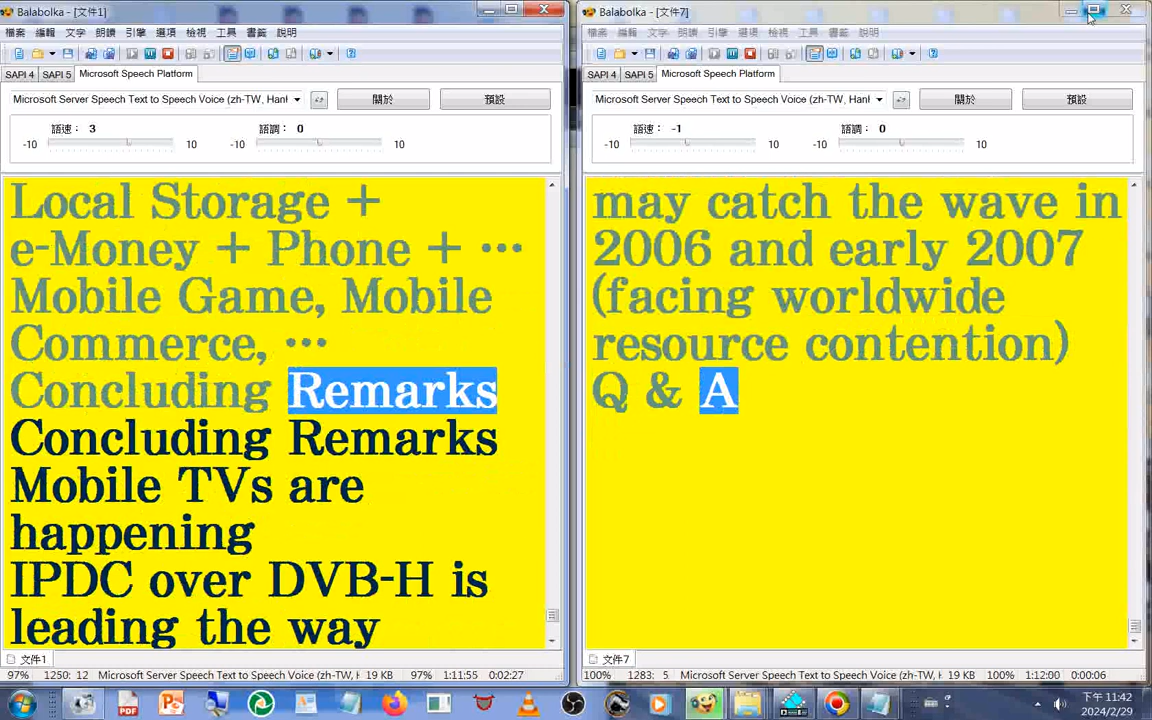 Balabolka - [文件1]
檔案 編輯 文字 朗讀 引擎 選項 檢視 工具 書籤 說明
SAPI 4 SAPI 5 Microsoft Speech Platform
Microsoft Server Speech Text to Speech Voice (zh-TW, Han
關於 預設
語速： 3 語調： 0
-10 10 -10 10
Local Storage +
e-Money + Phone + ⋯
Mobile Game, Mobile
Commerce, ⋯
Concluding Remarks
Concluding Remarks
Mobile TVs are
happening
IPDC over DVB-H is
leading the way
文件1
97% 1250: 12 Microsoft Server Speech Text to Speech Voice (zh-TW, 19 KB 97% 1:11:55 0:02:27
Balabolka - [文件7]
檔案 編輯 文字 朗讀 引擎 選項 檢視 工具 書籤 說明
SAPI 4 SAPI 5 Microsoft Speech Platform
Microsoft Server Speech Text to Speech Voice (zh-TW, Han
關於 預設
語速： -1 語調： 0
-10 10 -10 10
may catch the wave in
2006 and early 2007
(facing worldwide
resource contention)
Q & A
文件7
100% 1283: 5 Microsoft Server Speech Text to Speech Voice (zh-TW, 19 KB 100% 1:12:00 0:00:06
PDF
下午 11:42
2024/2/29